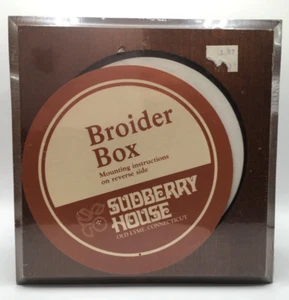 Broider
Box
Mounting instructions
on reverse side
SUDBERRY
HOUSE
OLD LYME, CONNECTICUT